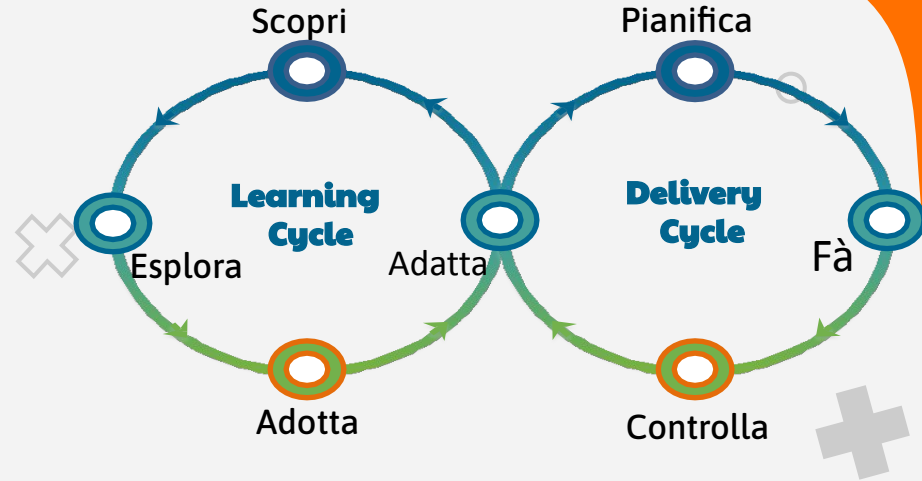 Scopri
Pianifica
Learning
Cycle
Delivery
Cycle
Esplora
Adatta
Fà
Adotta
Controlla